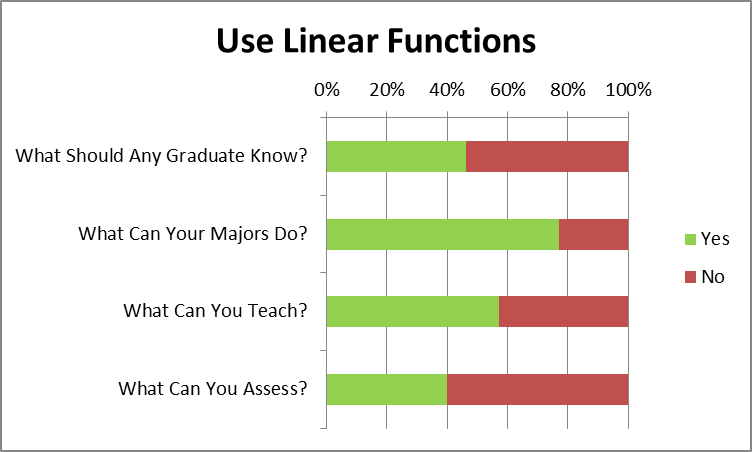 Use Linear Functions
0% 20% 40% 60% 80% 100%
What Should Any Graduate Know?
What Can Your Majors Do?
What Can You Teach?
What Can You Assess?
Yes
No